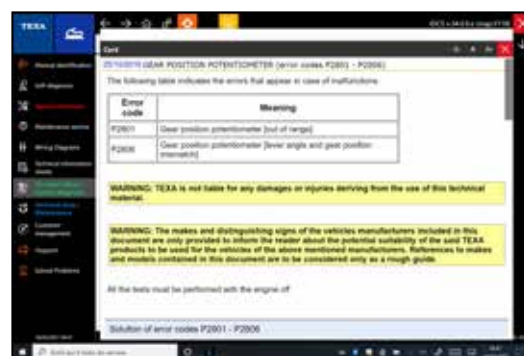 TEXA
Card
GEAR POSITION POTENTIOMETER (error codes P2801 - P2806)
The following table indicates the errors that appear in case of malfunctions:
Error code Meaning
P2801 Gear position potentiometer [out of range]
P2806 Gear position potentiometer [lever angle and gear position mismatch]
WARNING: TEXA is not liable for any damages or injuries deriving from the use of this technical
material.
WARNING: The makes and distinguishing signs of the vehicles manufacturers included in this
document are only provided to inform the reader about the potential suitability of the said TEXA
products to be used for the vehicles of the above mentioned manufacturers. References to makes
and models contained in this document are to be considered only as a rough guide.
All the tests must be performed with the engine off
Solution of error codes P2801 - P2806
Wiring Diagrams
Customer
management
Support
Solved Problems